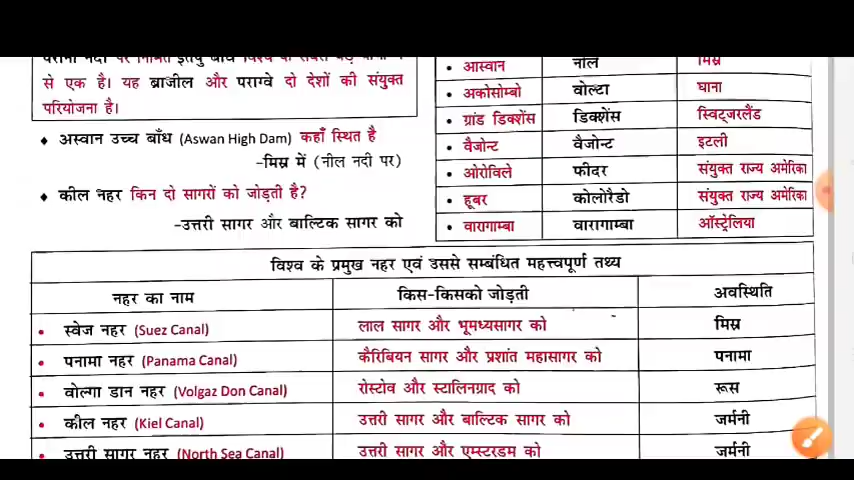 से एक है। यह ब्राजील और पराग्वे दो देशों की संयुक्त
परियोजना है।
♦ अस्वान उच्च बाँध (Aswan High Dam) कहाँ स्थित है
-मिस्र में (नील नदी पर)
♦ कील नहर किन दो सागरों को जोड़ती है?
-उत्तरी सागर और बाल्टिक सागर को
• आस्वान नील मिस्र
• अकोसोम्बो वोल्टा घाना
• ग्रांड डिक्शेंस डिक्शेंस स्विट्जरलैंड
• वैजोन्ट वैजोन्ट इटली
• ओरोविले फीदर संयुक्त राज्य अमेरिका
• हूबर कोलोरैडो संयुक्त राज्य अमेरिका
• वारागाम्बा वारागाम्बा ऑस्ट्रेलिया
विश्व के प्रमुख नहर एवं उससे सम्बंधित महत्त्वपूर्ण तथ्य
नहर का नाम किस-किसको जोड़ती अवस्थिति
• स्वेज नहर (Suez Canal) लाल सागर और भूमध्यसागर को मिस्र
• पनामा नहर (Panama Canal) कैरिबियन सागर और प्रशांत महासागर को पनामा
• वोल्गा डान नहर (Volgaz Don Canal) रोस्टोव और स्टालिनग्राद को रूस
• कील नहर (Kiel Canal) उत्तरी सागर और बाल्टिक सागर को जर्मनी
• उत्तरी सागर नहर (North Sea Canal) उत्तरी सागर और एम्स्टरडम को जर्मनी